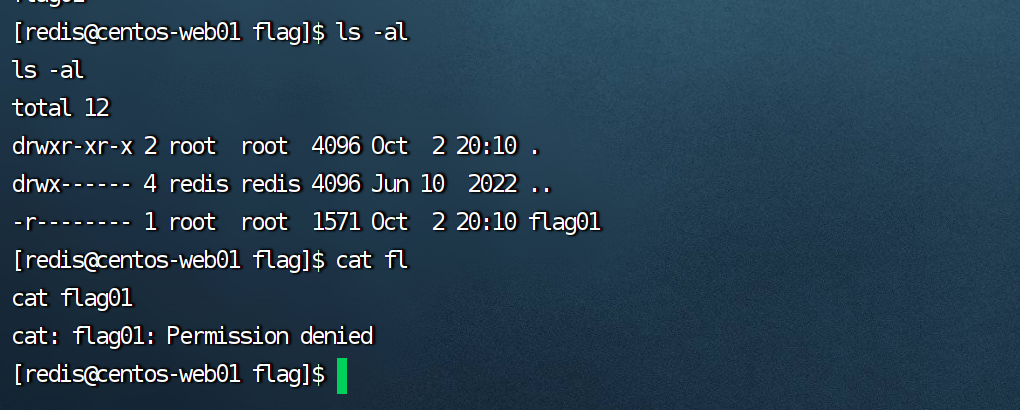 flag01
[redis@centos-web01 flag]$ ls -al
ls -al
total 12
drwxr-xr-x 2 root  root  4096 Oct  2 20:10 .
drwx------ 4 redis redis 4096 Jun 10  2022 ..
-r-------- 1 root  root  1571 Oct  2 20:10 flag01
[redis@centos-web01 flag]$ cat fl
cat flag01
cat: flag01: Permission denied
[redis@centos-web01 flag]$